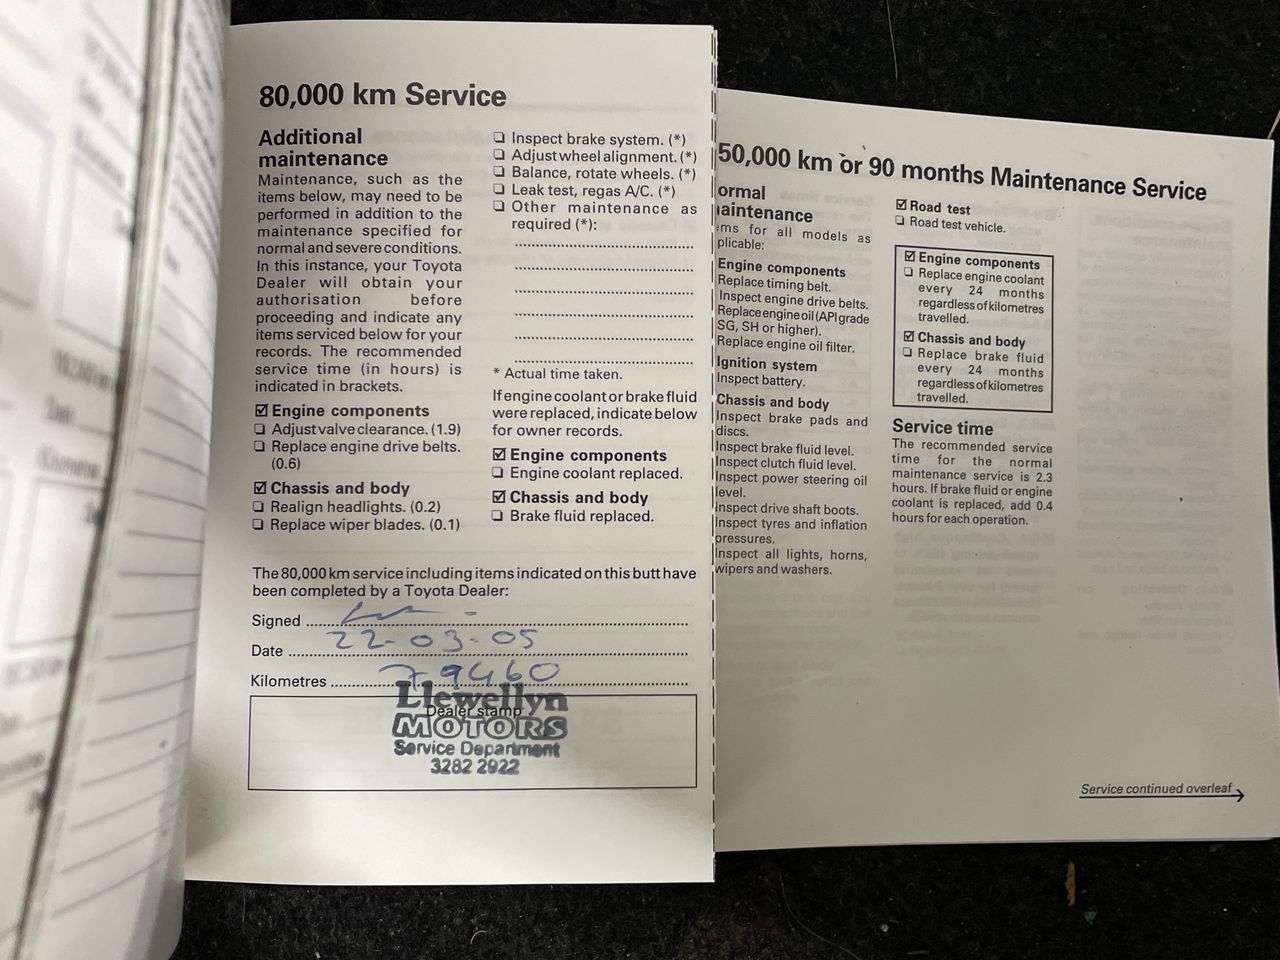 80,000 km Service
Additional
maintenance
Maintenance, such as the
items below, may need to be
performed in addition to the
maintenance specified for
normal and severe conditions.
In this instance, your Toyota
Dealer will obtain your
authorisation before
proceeding and indicate any
items serviced below for your
records. The recommended
service time (in hours) is
indicated in brackets.
☑ Engine components
❏ Adjust valve clearance. (1.9)
❏ Replace engine drive belts.
(0.6)
☑ Chassis and body
❏ Realign headlights. (0.2)
❏ Replace wiper blades. (0.1)
❏ Inspect brake system. (*)
❏ Adjust wheel alignment. (*)
❏ Balance, rotate wheels. (*)
❏ Leak test, regas A/C. (*)
❏ Other maintenance as
required (*):
* Actual time taken.
If engine coolant or brake fluid
were replaced, indicate below
for owner records.
☑ Engine components
❏ Engine coolant replaced.
☑ Chassis and body
❏ Brake fluid replaced.
The 80,000 km service including items indicated on this butt have
been completed by a Toyota Dealer:
Signed
Date 22-03-05
Kilometres 79460
Dealer stamp
Llewellyn
MOTORS
Service Department
3282 2922
50,000 km or 90 months Maintenance Service
ormal
aintenance
ems for all models as
plicable:
Engine components
Replace timing belt.
Inspect engine drive belts.
Replace engine oil (API grade
SG, SH or higher).
Replace engine oil filter.
Ignition system
Inspect battery.
Chassis and body
Inspect brake pads and
discs.
Inspect brake fluid level.
Inspect clutch fluid level.
Inspect power steering oil
level.
Inspect drive shaft boots.
Inspect tyres and inflation
pressures.
Inspect all lights, horns,
wipers and washers.
☑ Road test
❏ Road test vehicle.
☑ Engine components
❏ Replace engine coolant
every 24 months
regardless of kilometres
travelled.
☑ Chassis and body
❏ Replace brake fluid
every 24 months
regardless of kilometres
travelled.
Service time
The recommended service
time for the normal
maintenance service is 2.3
hours. If brake fluid or engine
coolant is replaced, add 0.4
hours for each operation.
Service continued overleaf